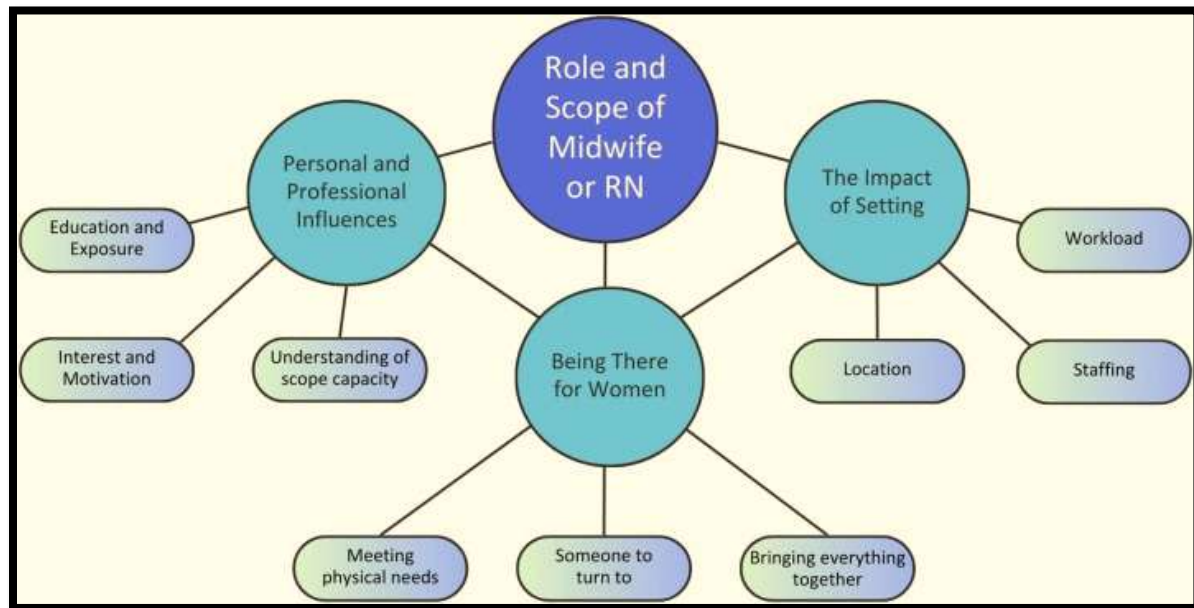 Role and
Scope of
Midwife
or RN
Personal and
Professional
Influences
The Impact
of Setting
Education and
Exposure
Workload
Interest and
Motivation
Understanding of
scope capacity
Being There
for Women
Location
Staffing
Meeting
physical needs
Someone to
turn to
Bringing everything
together